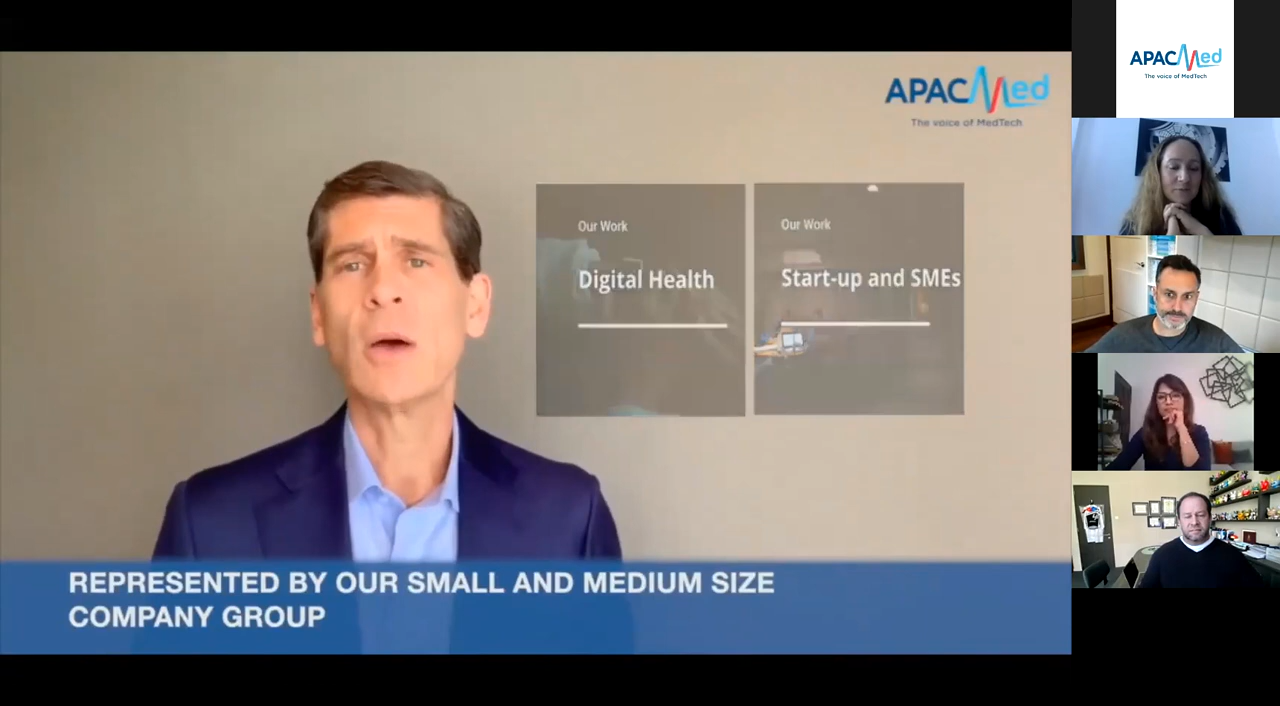 APACMed
The voice of MedTech
Our Work
Digital Health
Our Work
Start-up and SMEs
REPRESENTED BY OUR SMALL AND MEDIUM SIZE
COMPANY GROUP
APACMed
The voice of MedTech